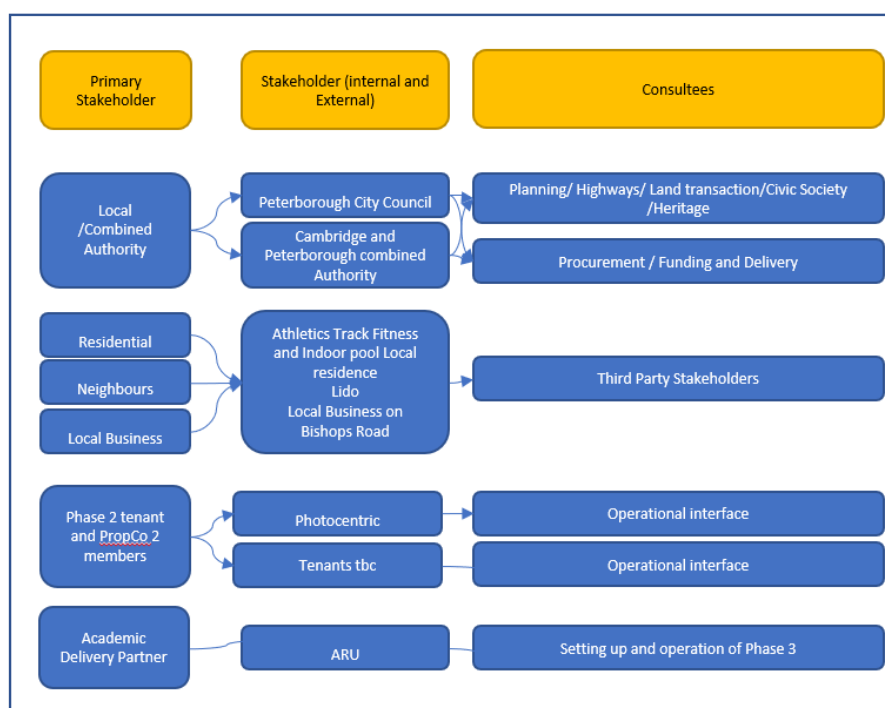 Primary
Stakeholder
Stakeholder (internal and
External)
Consultees
Local
/Combined
Authority
Peterborough City Council
Cambridge and
Peterborough combined
Authority
Planning/ Highways/ Land transaction/Civic Society
/Heritage
Procurement / Funding and Delivery
Residential
Neighbours
Local Business
Athletics Track Fitness
and Indoor pool Local
residence
Lido
Local Business on
Bishops Road
Third Party Stakeholders
Phase 2 tenant
and PropCo 2
members
Photocentric
Operational interface
Tenants tbc
Operational interface
Academic
Delivery Partner
ARU
Setting up and operation of Phase 3